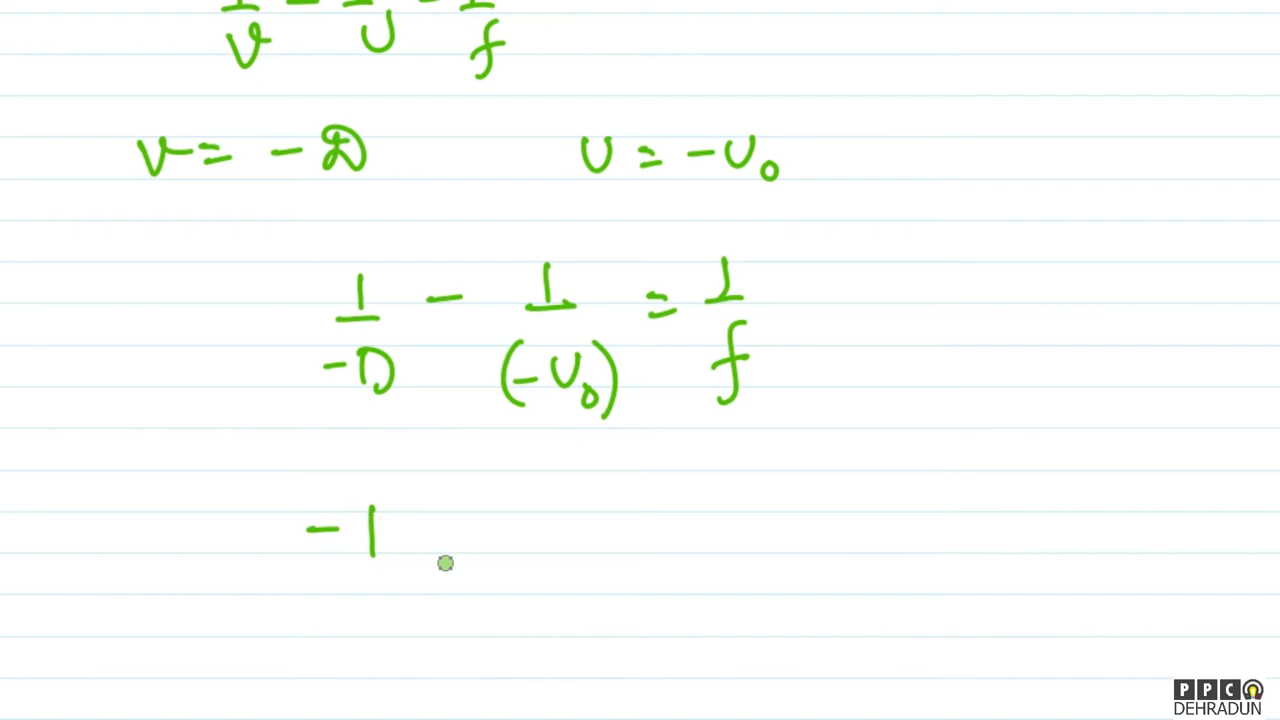 1/v - 1/u = 1/f
v = - D u = - u₀
1/-D - 1/(-u₀) = 1/f
- 1
PPC
DEHRADUN